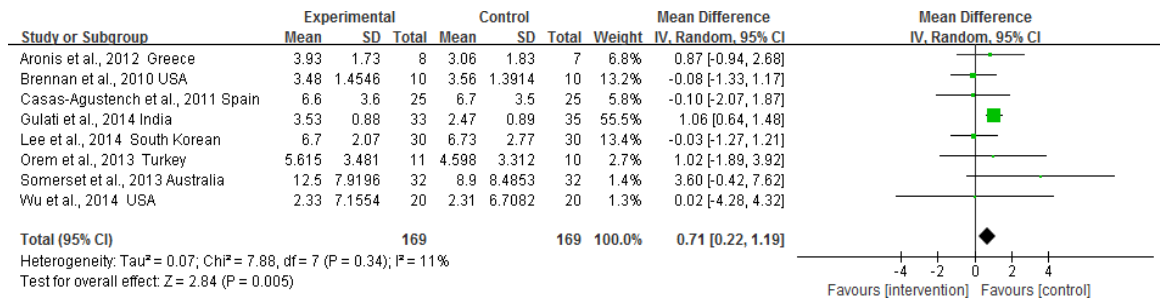 Experimental Control Mean Difference Mean Difference
Study or Subgroup Mean SD Total Mean SD Total Weight IV, Random, 95% CI IV, Random, 95% CI
Aronis et al., 2012 Greece 3.93 1.73 8 3.06 1.83 7 6.8% 0.87 [-0.94, 2.68]
Brennan et al., 2010 USA 3.48 1.4546 10 3.56 1.3914 10 13.2% -0.08 [-1.33, 1.17]
Casas-Agustench et al., 2011 Spain 6.6 3.6 25 6.7 3.5 25 5.8% -0.10 [-2.07, 1.87]
Gulati et al., 2014 India 3.53 0.88 33 2.47 0.89 35 55.5% 1.06 [0.64, 1.48]
Lee et al., 2014 South Korean 6.7 2.07 30 6.73 2.77 30 13.4% -0.03 [-1.27, 1.21]
Orem et al., 2013 Turkey 5.615 3.481 11 4.598 3.312 10 2.7% 1.02 [-1.89, 3.92]
Somerset et al., 2013 Australia 12.5 7.9196 32 8.9 8.4853 32 1.4% 3.60 [-0.42, 7.62]
Wu et al., 2014 USA 2.33 7.1554 20 2.31 6.7082 20 1.3% 0.02 [-4.28, 4.32]
Total (95% CI) 169 169 100.0% 0.71 [0.22, 1.19]
Heterogeneity: Tau² = 0.07; Chi² = 7.88, df = 7 (P = 0.34); I² = 11%
Test for overall effect: Z = 2.84 (P = 0.005)
-4 -2 0 2 4
Favours [intervention] Favours [control]